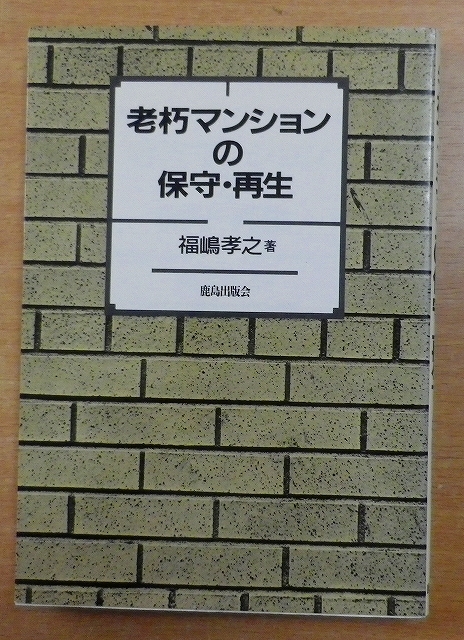 老朽マンション
の
保守・再生
福嶋孝之著
鹿島出版会